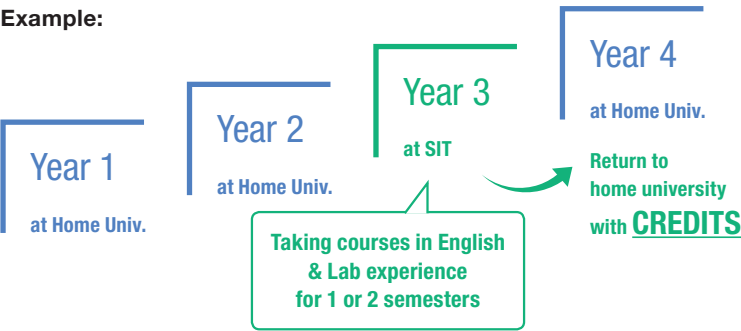 Example:
Year 1
at Home Univ.
Year 2
at Home Univ.
Year 3
at SIT
Taking courses in English
& Lab experience
for 1 or 2 semesters
Year 4
at Home Univ.
Return to
home university
with CREDITS